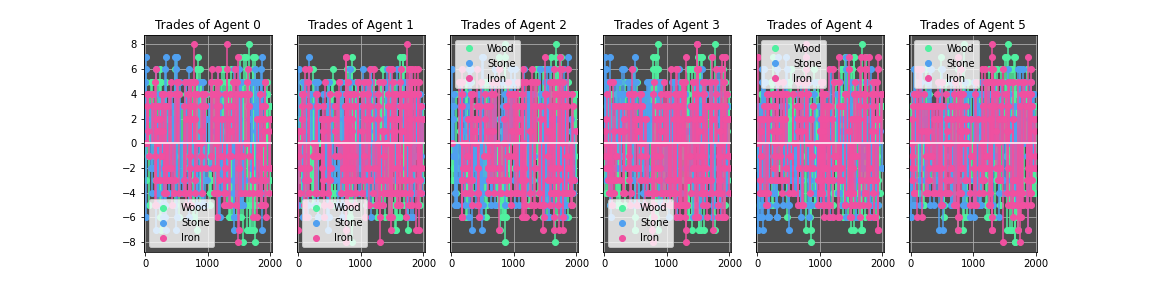 Trades of Agent 0
Trades of Agent 1
Trades of Agent 2
Trades of Agent 3
Trades of Agent 4
Trades of Agent 5
8
6
4
2
0
−2
−4
−6
−8
Wood
Stone
Iron
Wood
Stone
Iron
Wood
Stone
Iron
Wood
Stone
Iron
Wood
Stone
Iron
Wood
Stone
Iron
0 1000 2000
0 1000 2000
0 1000 2000
0 1000 2000
0 1000 2000
0 1000 2000